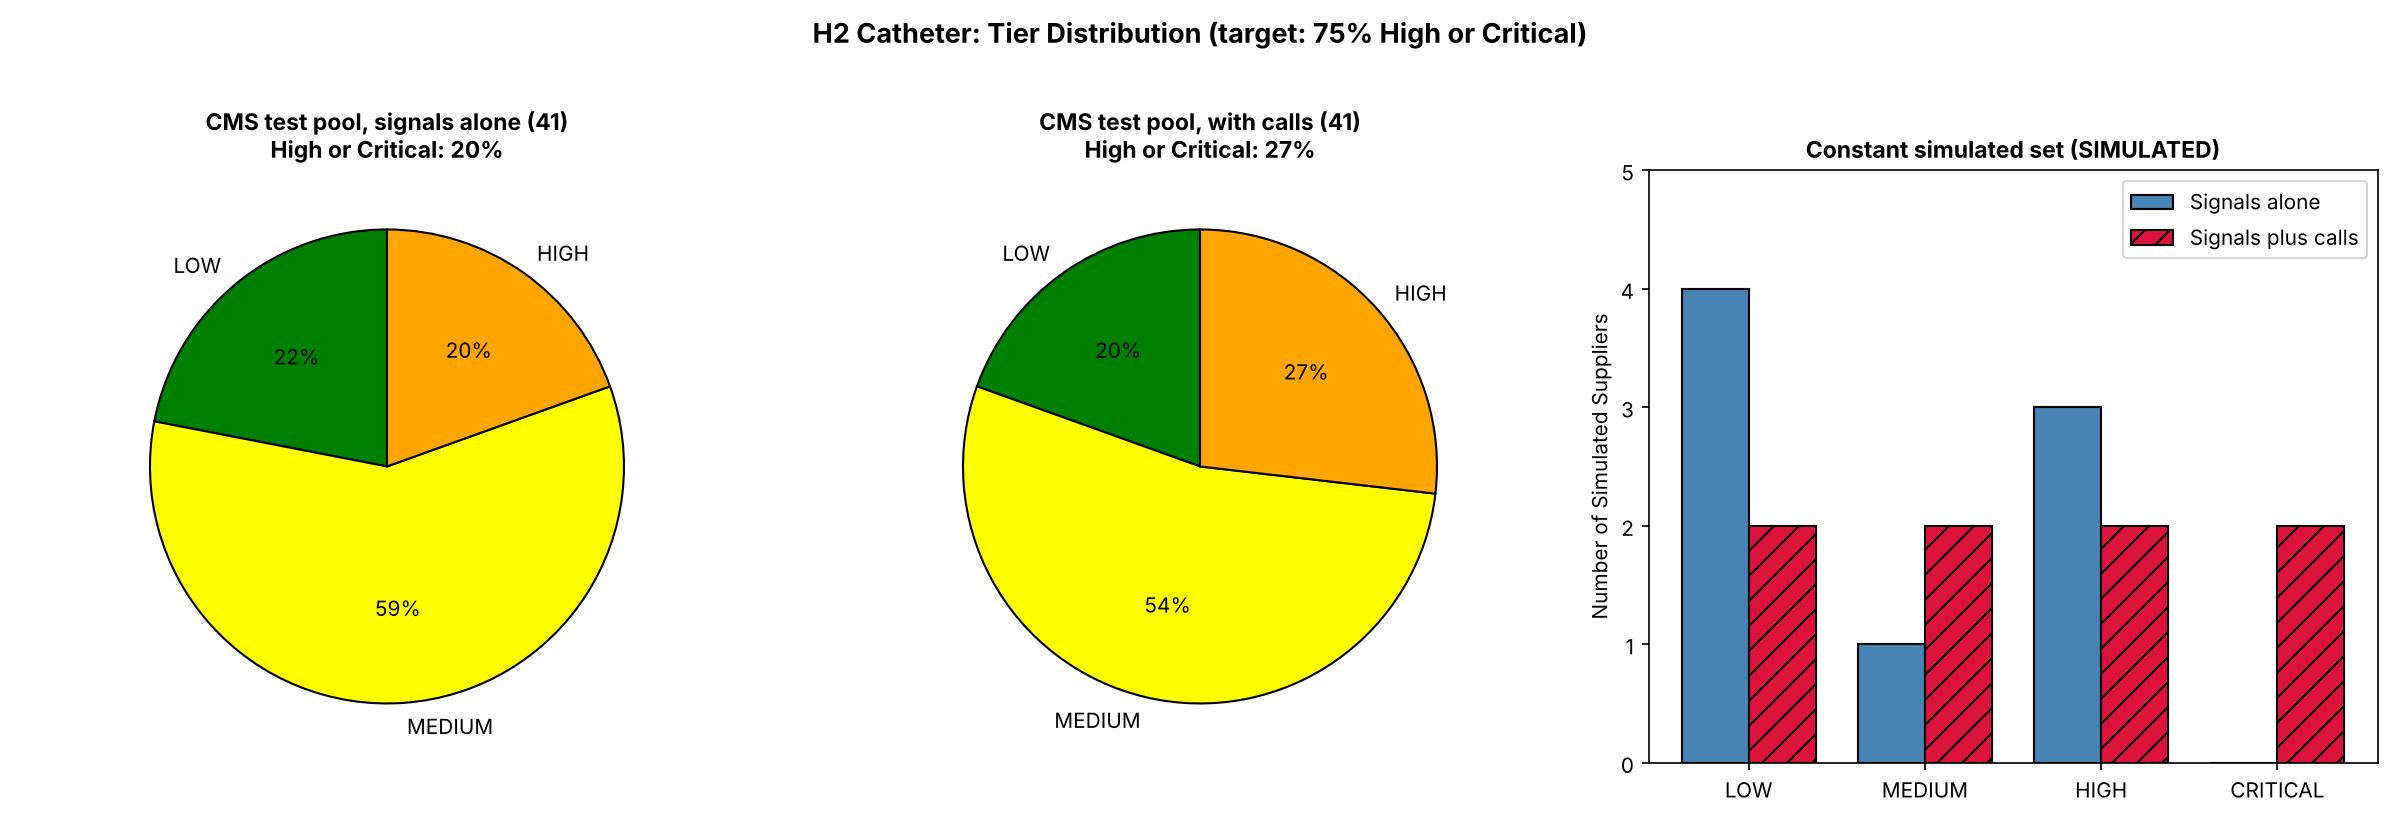 H2 Catheter: Tier Distribution (target: 75% High or Critical)
CMS test pool, signals alone (41)
High or Critical: 20%
LOW
HIGH
22%
20%
59%
MEDIUM
CMS test pool, with calls (41)
High or Critical: 27%
LOW
HIGH
20%
27%
54%
MEDIUM
Constant simulated set (SIMULATED)
Signals alone
Signals plus calls
Number of Simulated Suppliers
5
4
3
2
1
0
LOW
MEDIUM
HIGH
CRITICAL